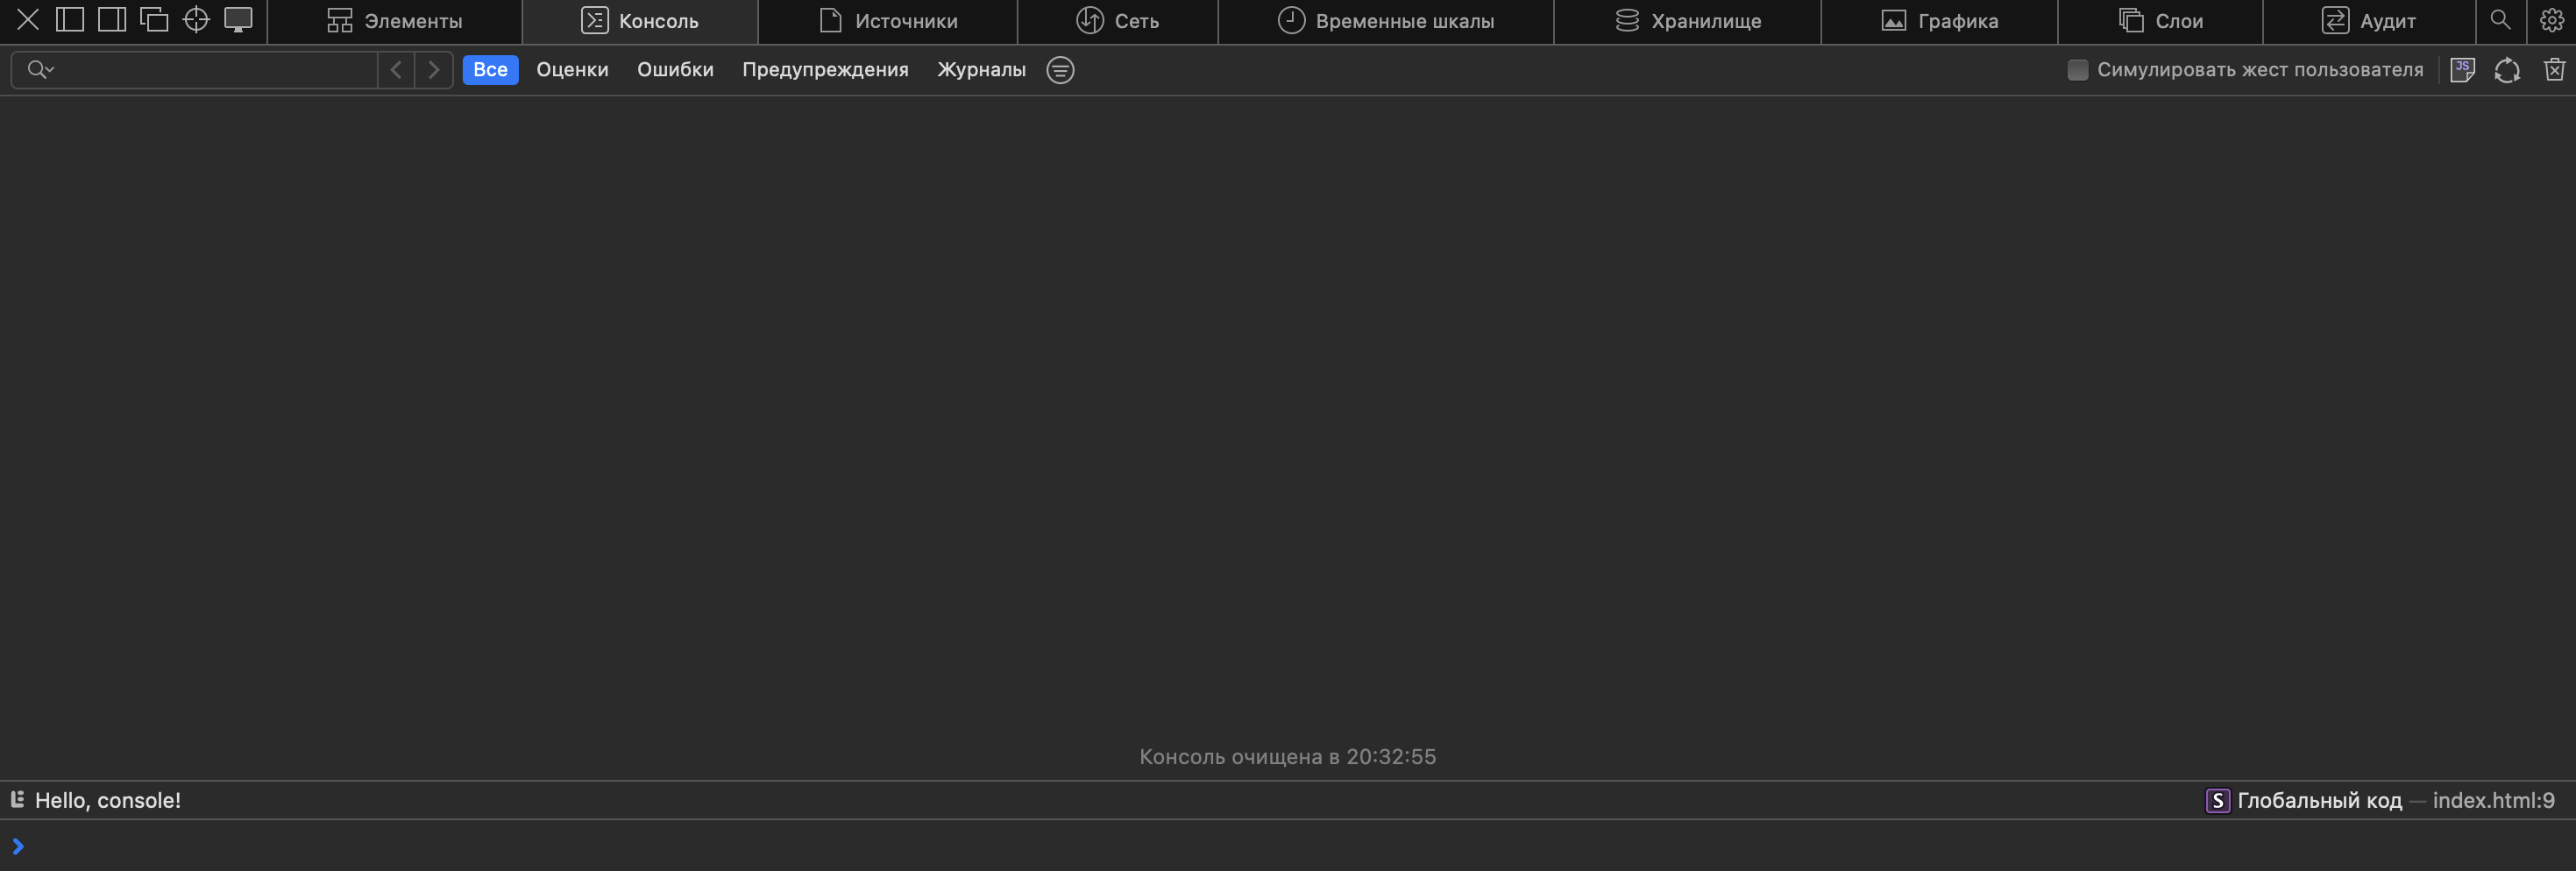 Элементы Консоль Источники Сеть Временные шкалы Хранилище Графика Слои Аудит
Все Оценки Ошибки Предупреждения Журналы Симулировать жест пользователя JS
Консоль очищена в 20:32:55
Hello, console! S Глобальный код — index.html:9